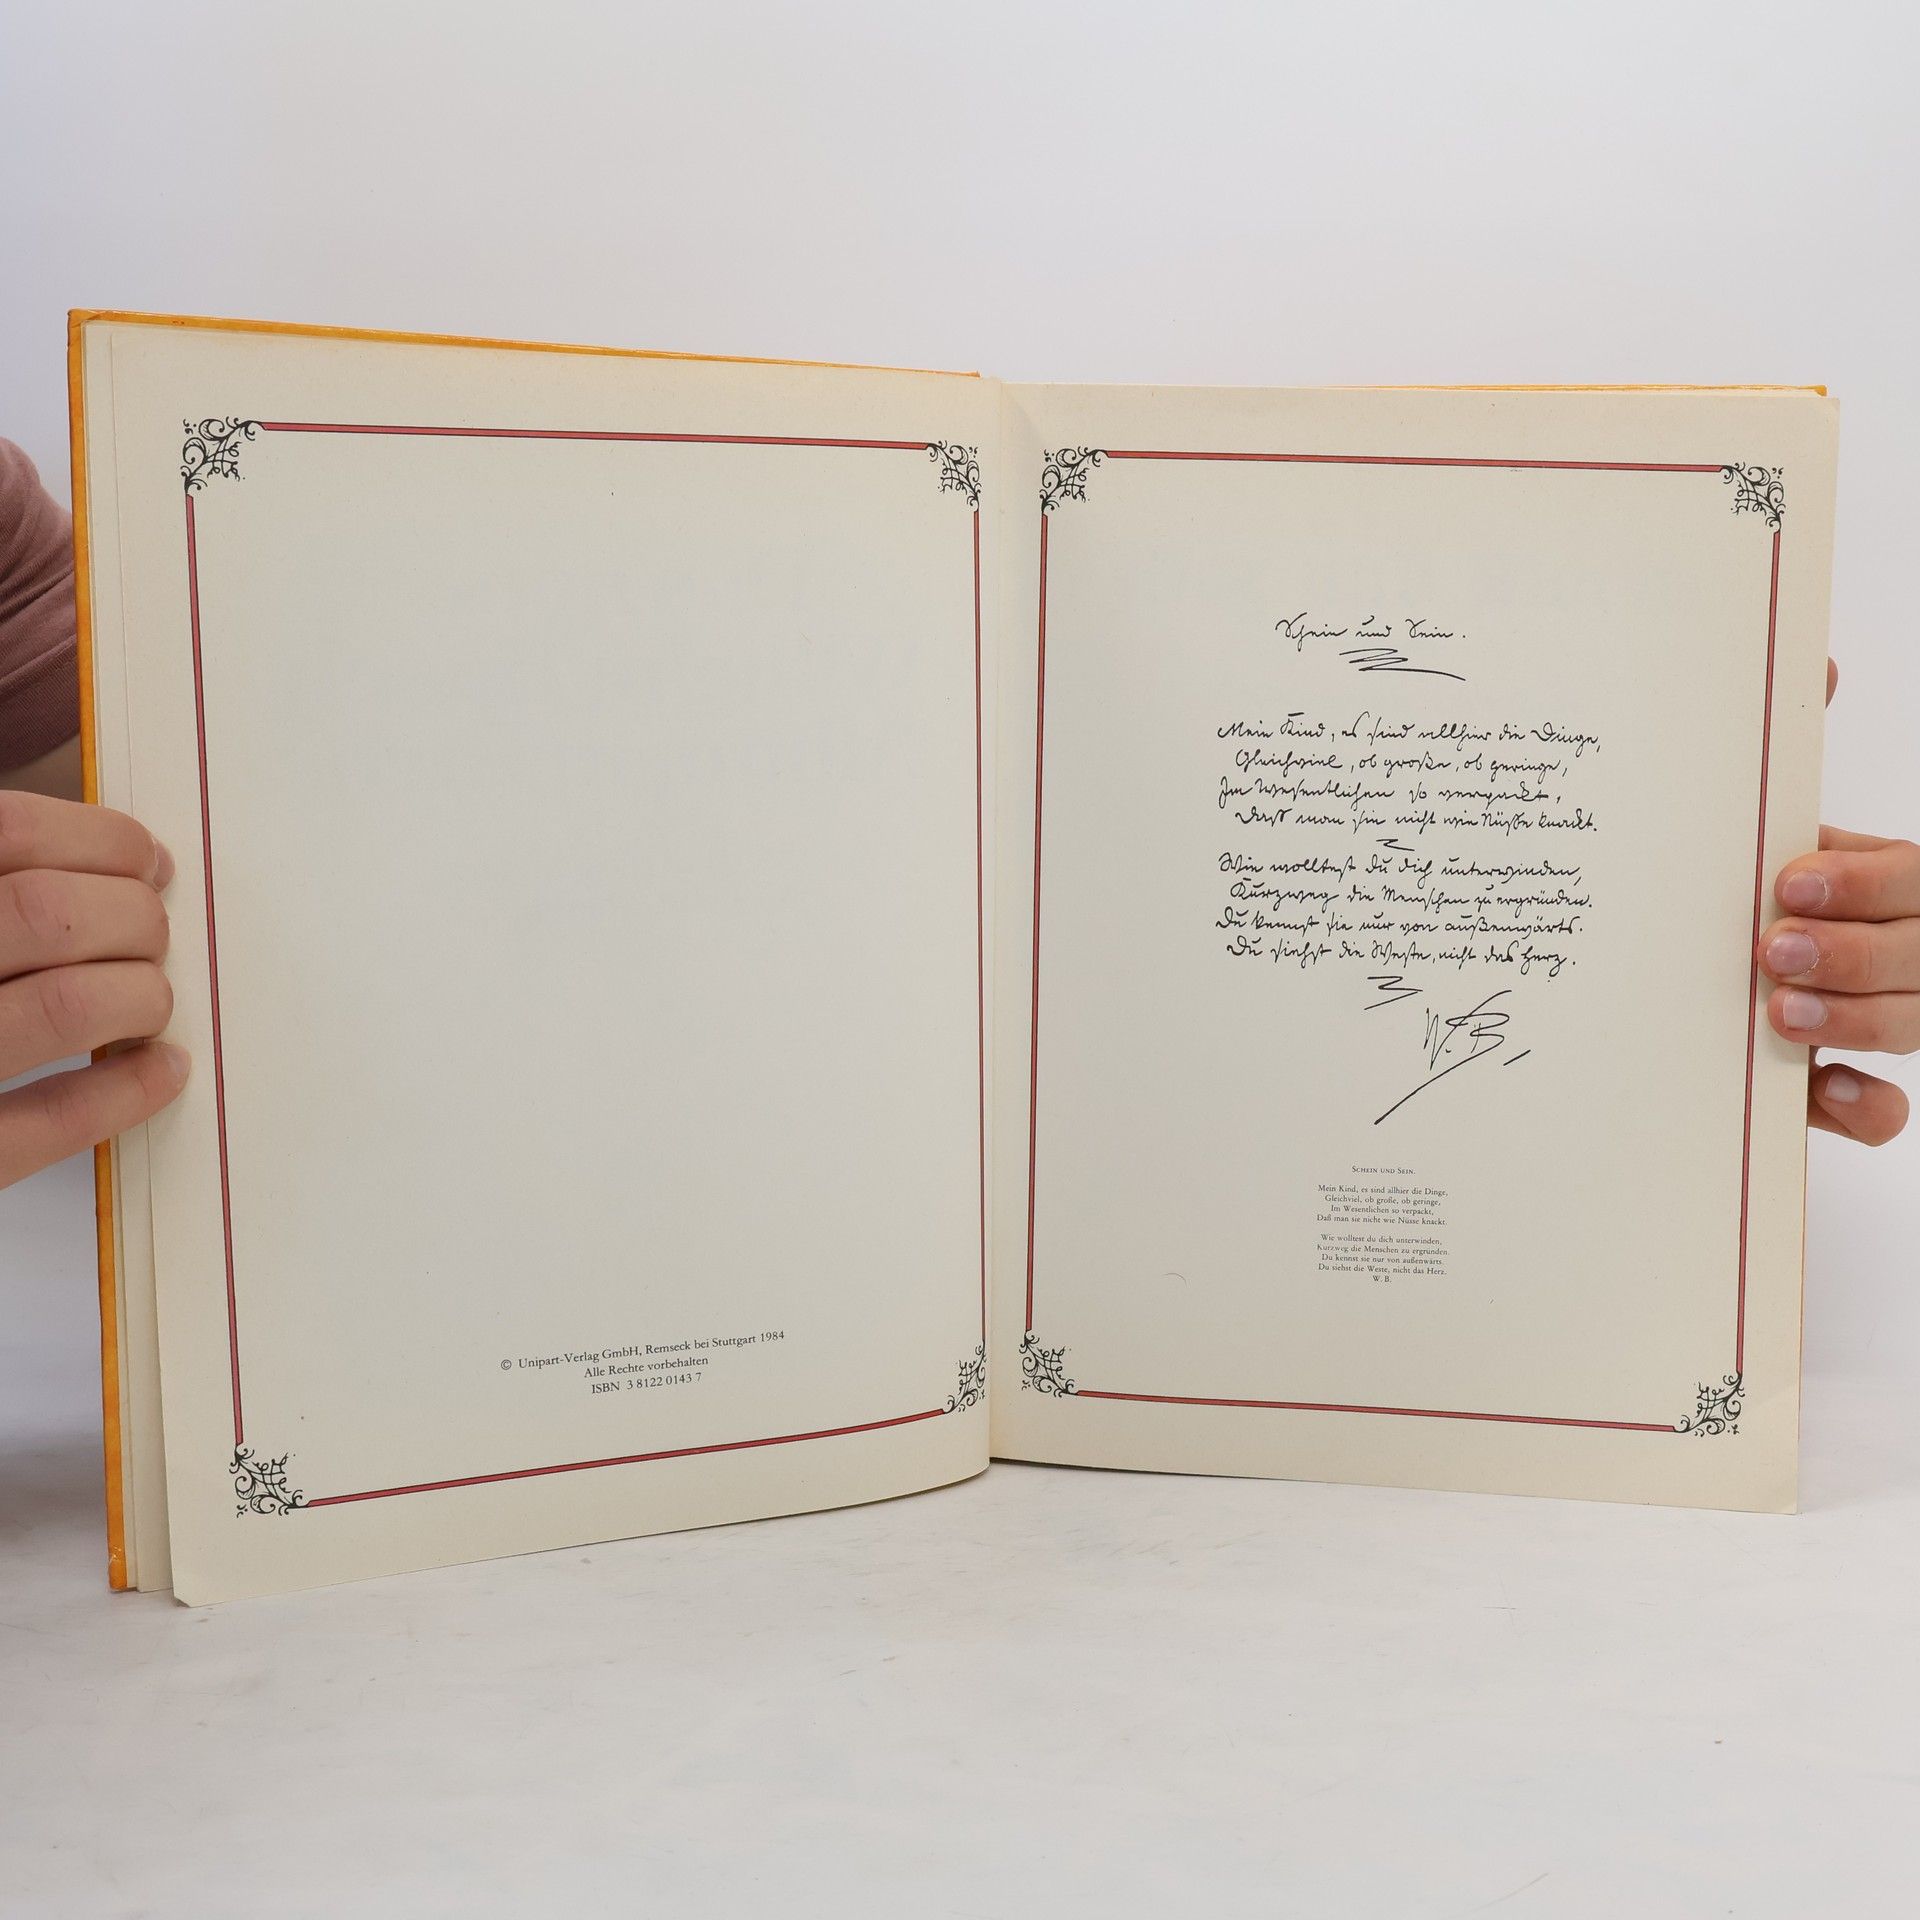 © Unipart-Verlag GmbH, Remseck bei Stuttgart 1984
Alle Rechte vorbehalten
ISBN 3 8122 0143 7
Schein und Sein.
Mein Kind, es sind allhier die Dinge,
Gleichviel, ob große, ob geringe,
Im Wesentlichen so verpackt,
Daß man sie nicht wie Nüsse knackt.
Wie wolltest du dich unterwinden,
Kurzweg die Menschen zu ergründen.
Du kennst sie nur von außenwärts.
Du siehst die Weste, nicht das Herz.
W. B.
SCHEIN UND SEIN.
Mein Kind, es sind allhier die Dinge,
Gleichviel, ob große, ob geringe,
Im Wesentlichen so verpackt,
Daß man sie nicht wie Nüsse knackt.
Wie wolltest du dich unterwinden,
Kurzweg die Menschen zu ergründen.
Du kennst sie nur von außenwärts.
Du siehst die Weste, nicht das Herz.
W. B.